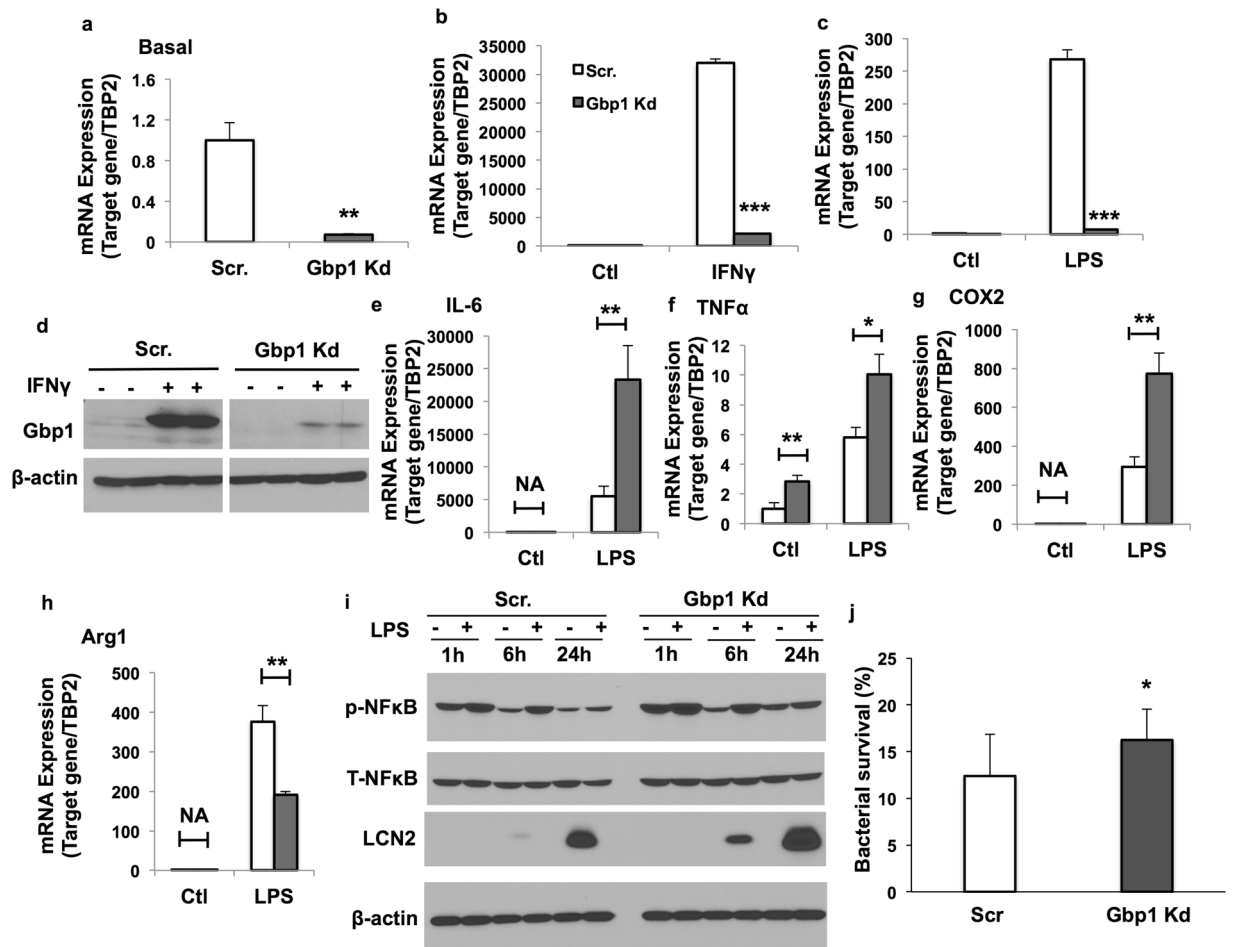 a
Basal
mRNA Expression
(Target gene/TBP2)
1.6
1.2
0.8
0.4
0
**
Scr.
Gbp1 Kd
b
mRNA Expression
(Target gene/TBP2)
35000
30000
25000
20000
15000
10000
5000
0
Scr.
Gbp1 Kd
***
Ctl
IFNγ
c
mRNA Expression
(Target gene/TBP2)
300
250
200
150
100
50
0
***
Ctl
LPS
d
Scr.
Gbp1 Kd
IFNγ
- - + +
- - + +
Gbp1
β-actin
e
IL-6
mRNA Expression
(Target gene/TBP2)
30000
25000
20000
15000
10000
5000
0
NA
**
Ctl
LPS
f
TNFα
mRNA Expression
(Target gene/TBP2)
12
10
8
6
4
2
0
**
*
Ctl
LPS
g
COX2
mRNA Expression
(Target gene/TBP2)
1000
800
600
400
200
0
NA
**
Ctl
LPS
h
Arg1
mRNA Expression
(Target gene/TBP2)
500
400
300
200
100
0
NA
**
Ctl
LPS
i
Scr.
Gbp1 Kd
LPS
- + - + - +
- + - + - +
1h 6h 24h
1h 6h 24h
p-NFκB
T-NFκB
LCN2
β-actin
j
Bacterial survival (%)
25
20
15
10
5
0
*
Scr
Gbp1 Kd